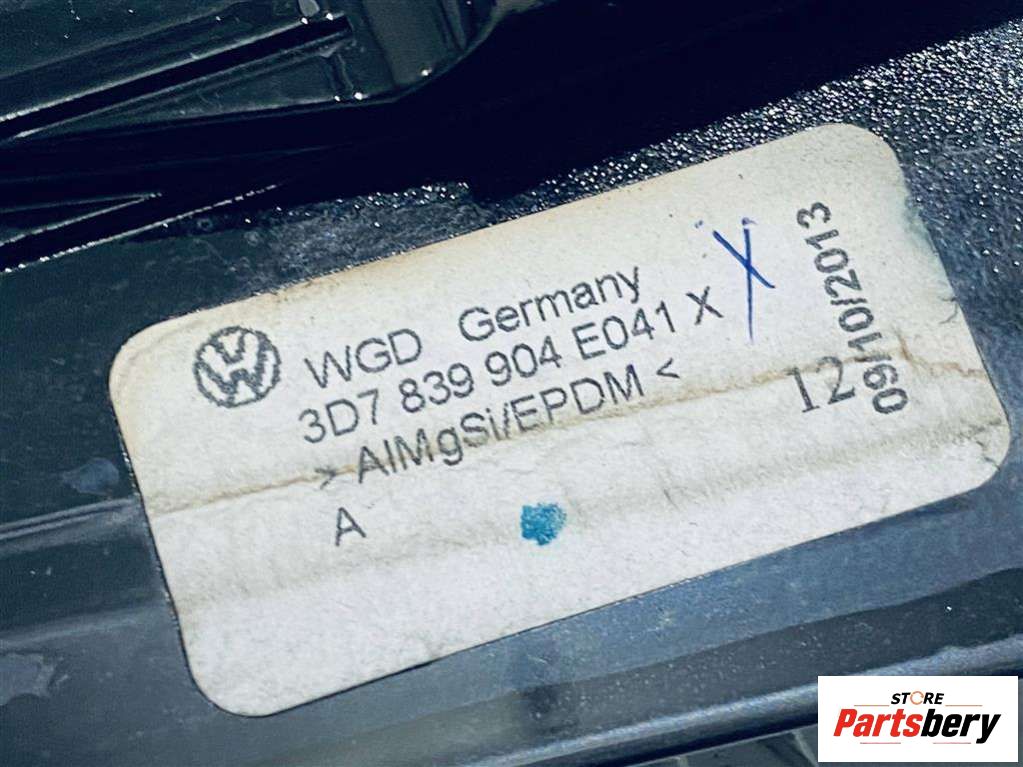 WGD Germany
3D7 839 904 E041 X X
> AlMgSi/EPDM <
A
12
09/10/2013
STORE
Partsbery